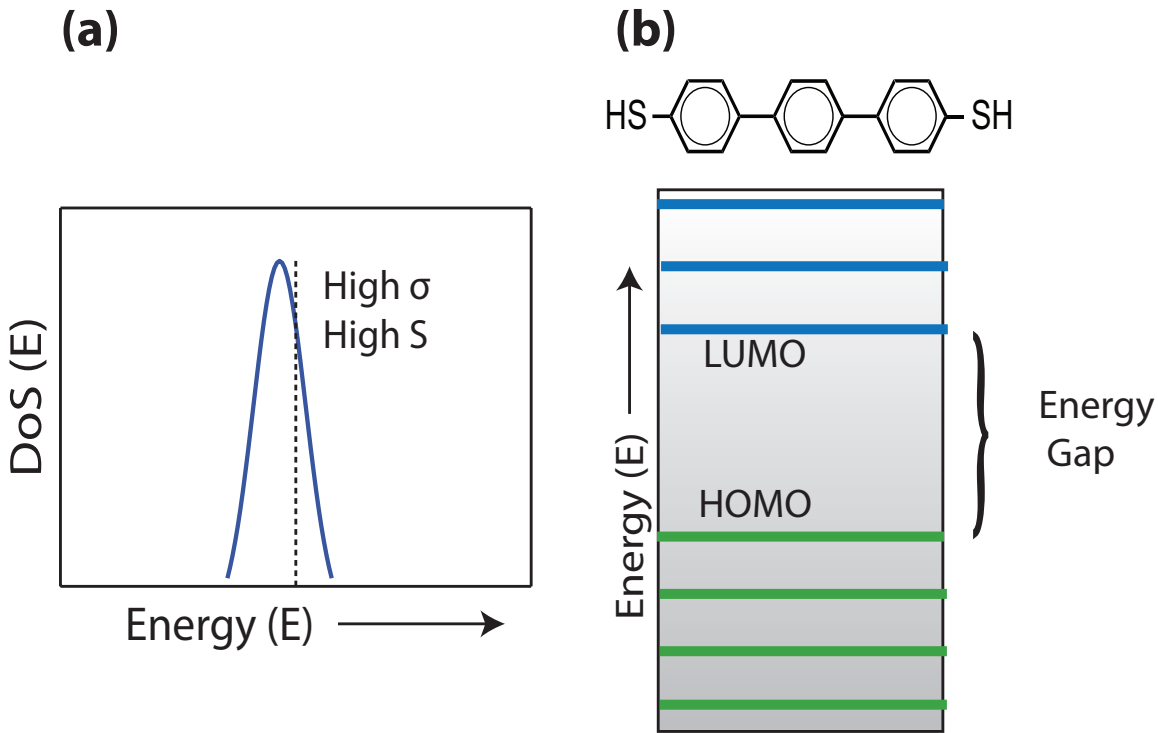 (a)
High σ
High S
DoS (E)
Energy (E)
(b)
HS
SH
LUMO
HOMO
Energy (E)
Energy
Gap